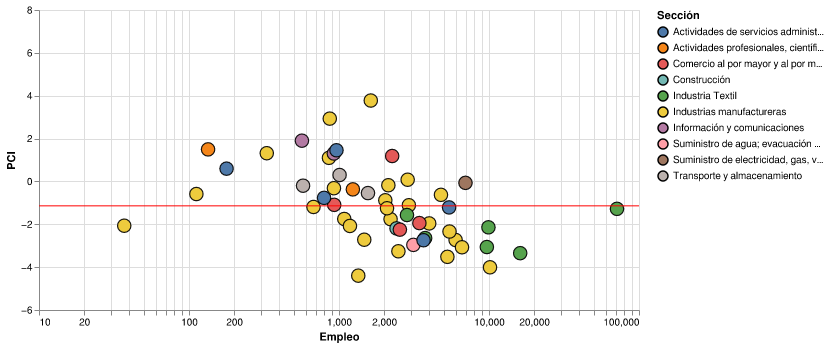 Sección
Actividades de servicios administ...
Actividades profesionales, científi...
Comercio al por mayor y al por m...
Construcción
Industria Textil
Industrias manufactureras
Información y comunicaciones
Suministro de agua; evacuación ...
Suministro de electricidad, gas, v...
Transporte y almacenamiento
PCI
8
6
4
2
0
−2
−4
−6
10
20
100
200
1,000
2,000
10,000
20,000
100,000
Empleo